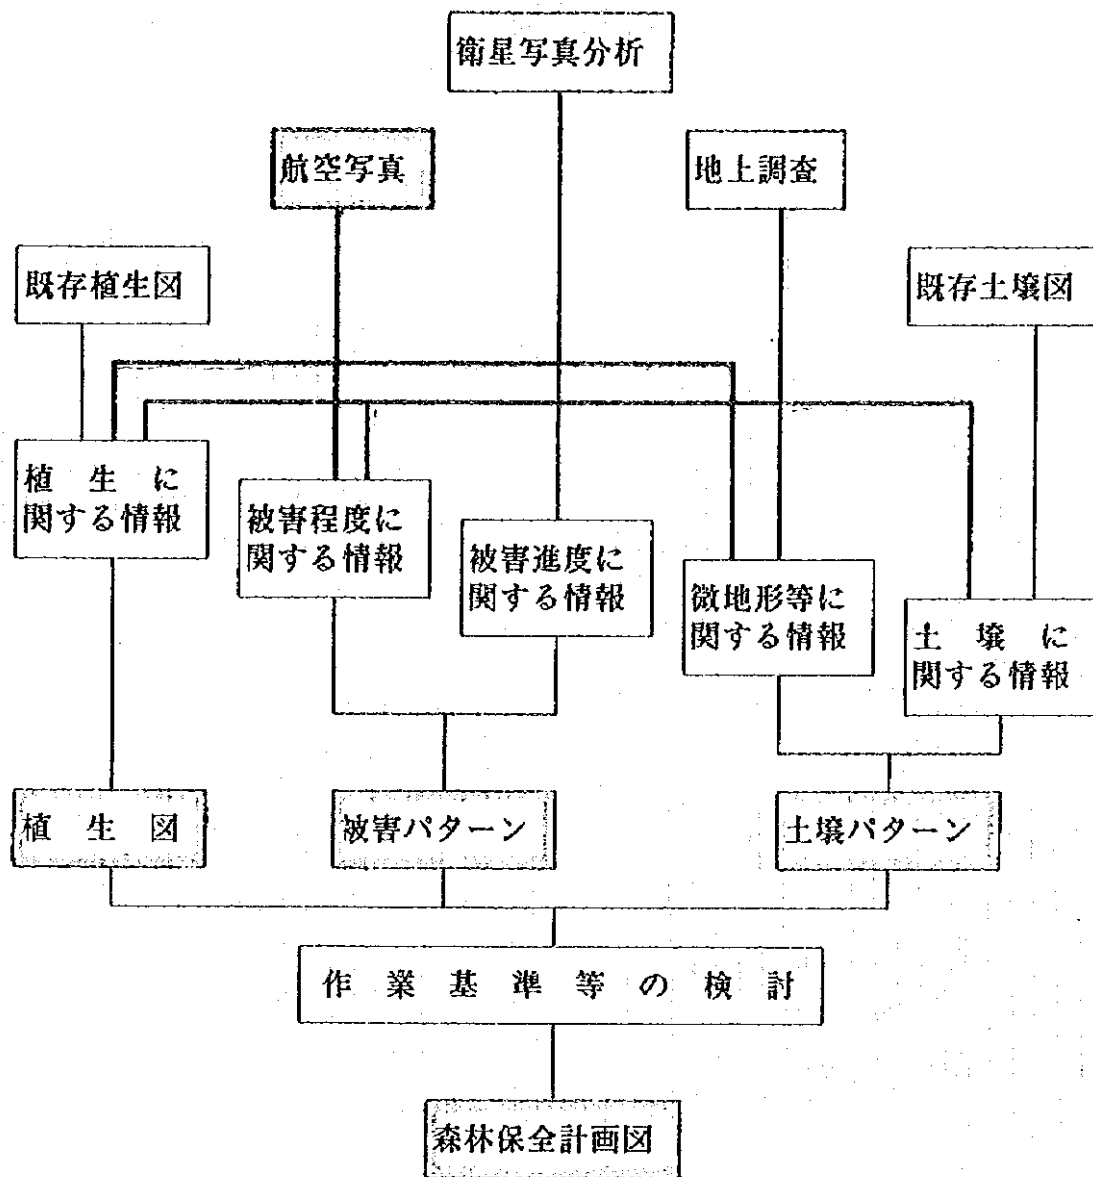 衛星写真分析
航空写真
地上調査
既存植生図
既存土壌図
植生に
関する情報
被害程度に
関する情報
被害進度に
関する情報
微地形等に
関する情報
土壌に
関する情報
植生図
被害パターン
土壌パターン
作業基準等の検討
森林保全計画図